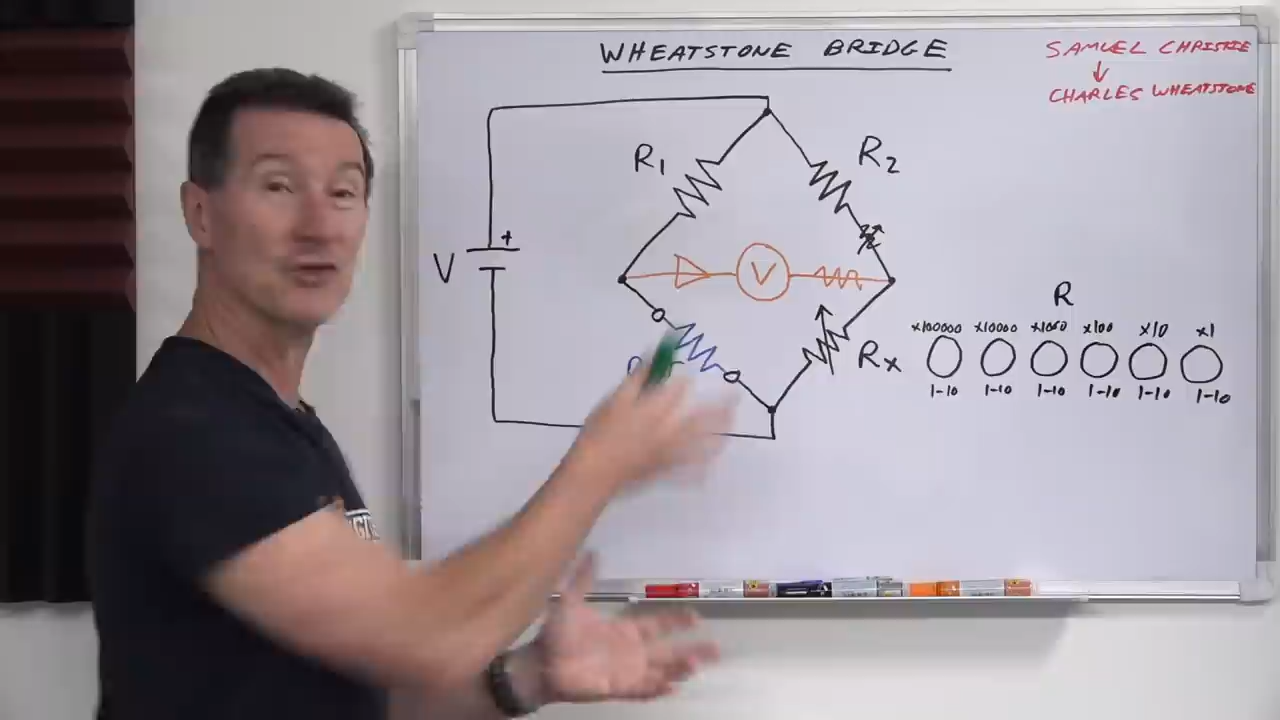 WHEATSTONE BRIDGE
SAMUEL CHRISTIE
↓
CHARLES WHEATSTONE
R1
R2
V
+
V
Rx
R
x100000 x10000 x1000 x100 x10 x1
1-10 1-10 1-10 1-10 1-10 1-10